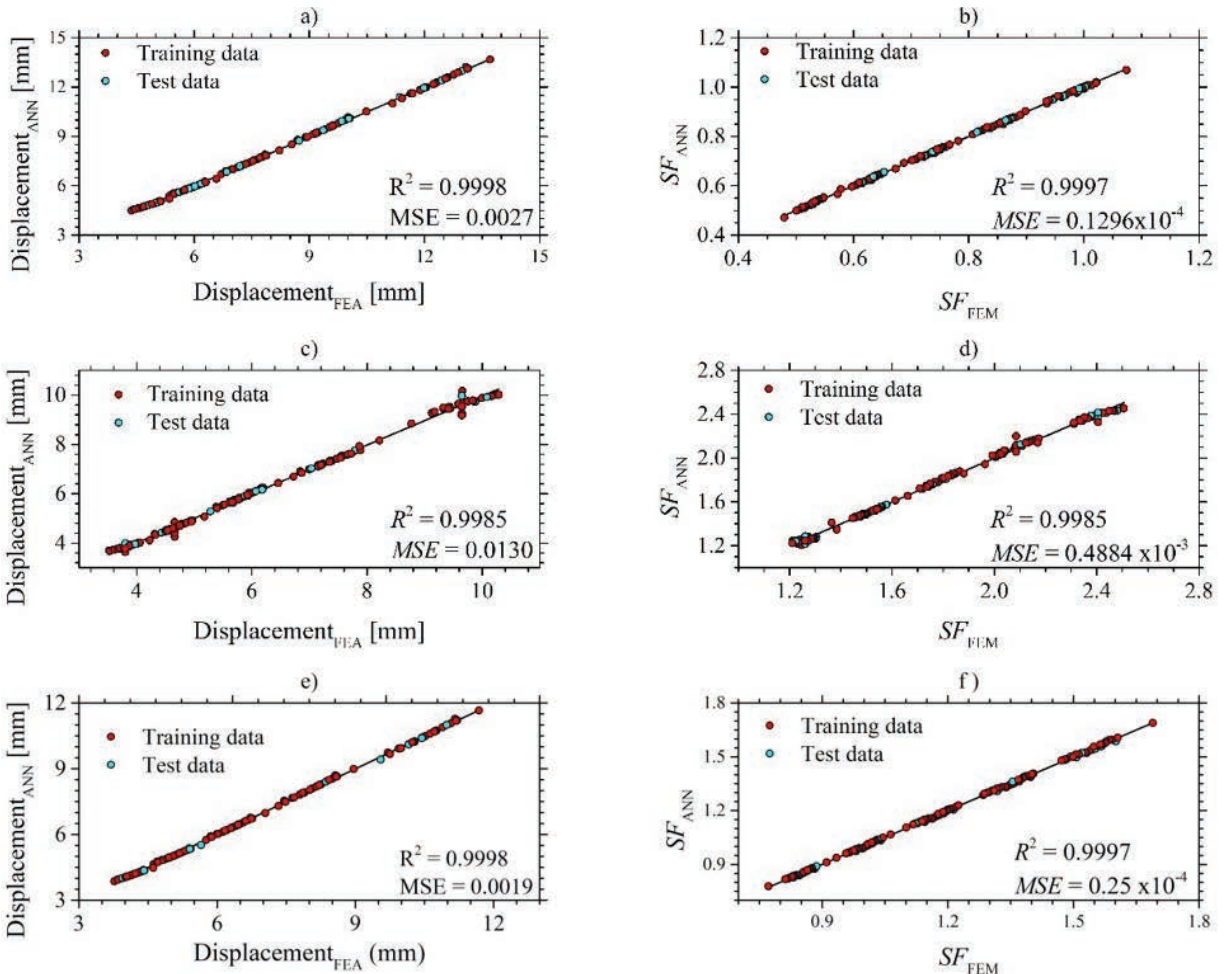 a)
Training data
Test data
R² = 0.9998
MSE = 0.0027
Displacement_ANN [mm]
15
12
9
6
3
3 6 9 12 15
Displacement_FEA [mm]
b)
Training data
Test data
R² = 0.9997
MSE = 0.1296x10⁻⁴
SF_ANN
1.2
1.0
0.8
0.6
0.4
0.4 0.6 0.8 1.0 1.2
SF_FEM
c)
Training data
Test data
R² = 0.9985
MSE = 0.0130
Displacement_ANN [mm]
10
8
6
4
4 6 8 10
Displacement_FEA [mm]
d)
Training data
Test data
R² = 0.9985
MSE = 0.4884 x10⁻³
SF_ANN
2.8
2.4
2.0
1.6
1.2
1.2 1.6 2.0 2.4 2.8
SF_FEM
e)
Training data
Test data
R² = 0.9998
MSE = 0.0019
Displacement_ANN [mm]
12
9
6
3
3 6 9 12
Displacement_FEA (mm)
f)
Training data
Test data
R² = 0.9997
MSE = 0.25 x10⁻⁴
SF_ANN
1.8
1.5
1.2
0.9
0.9 1.2 1.5 1.8
SF_FEM